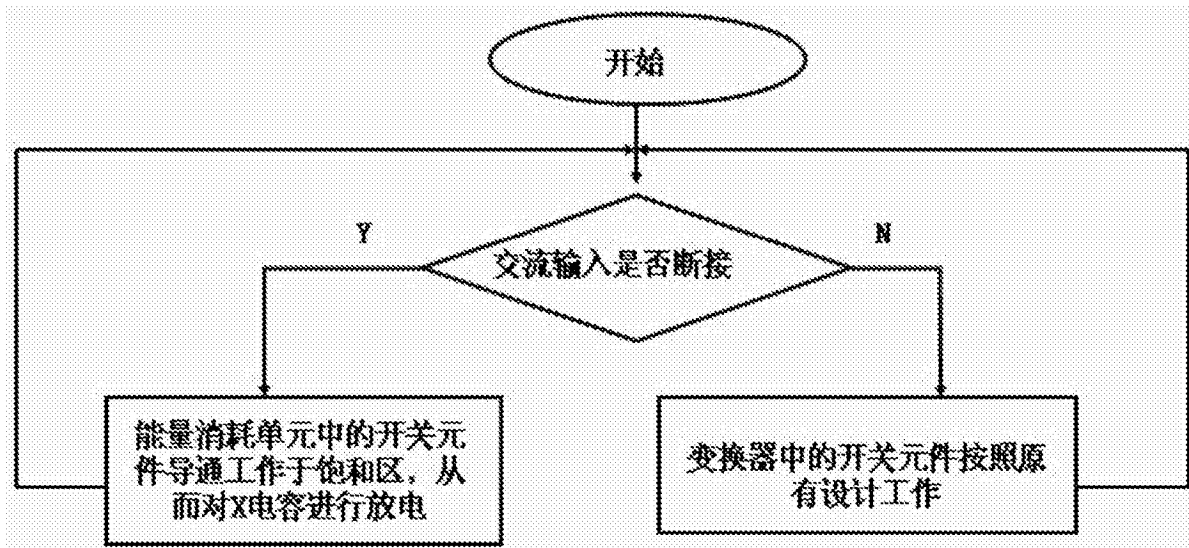 开始
Y
N
交流输入是否断接
能量消耗单元中的开关元
件导通工作于饱和区，从
而对X电容进行放电
变换器中的开关元件按照原
有设计工作